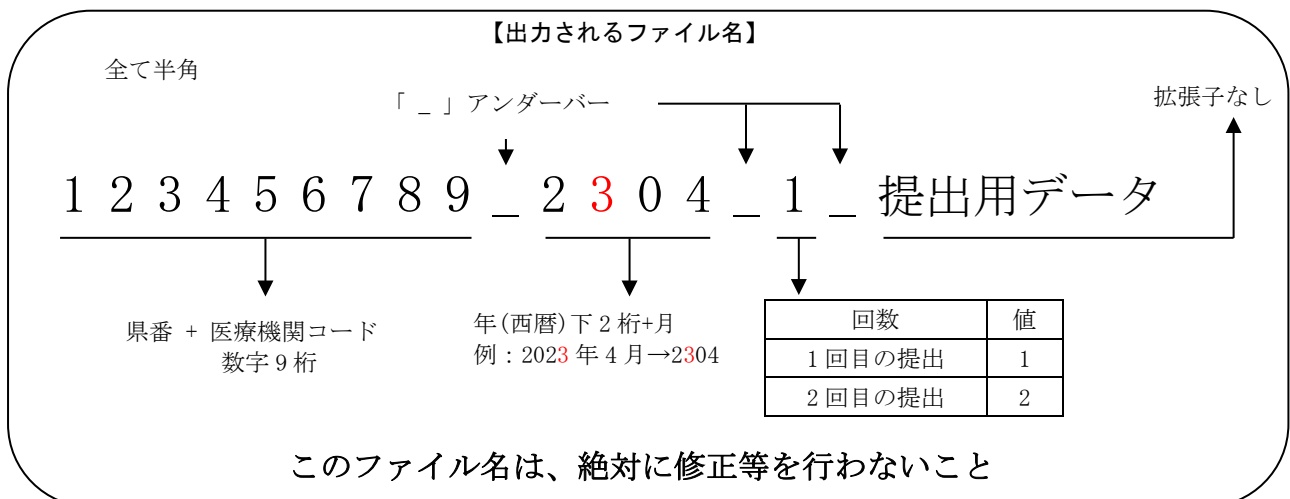 【出力されるファイル名】
全て半角
「 _ 」アンダーバー
拡張子なし
123456789_2304_1_提出用データ
県番 + 医療機関コード
数字9桁
年(西暦)下2桁+月
例：2023年4月→2304
回数 値
1回目の提出 1
2回目の提出 2
このファイル名は、絶対に修正等を行わないこと